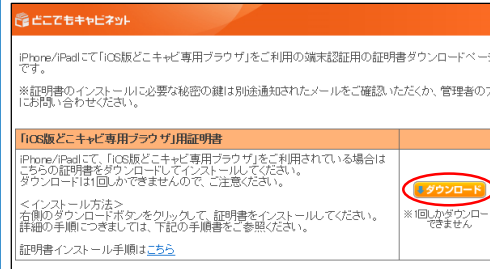 どこでもキャビネット
iPhone/iPadにて「iOS版どこキャビ専用ブラウザ」をご利用の端末認証用の証明書ダウンロードペー
です。
※証明書のインストールに必要な秘密の鍵は別途通知されたメールをご確認いただくか、管理者の
にお問い合わせください。
「iOS版どこキャビ専用ブラウザ」用証明書
iPhone/iPadにて、「iOS版どこキャビ専用ブラウザ」をご利用されている場合は
こちらの証明書をダウンロードしてインストールしてください。
ダウンロードは1回しかできませんので、ご注意ください。
＜インストール方法＞
右側のダウンロードボタンをクリックして、証明書をインストールしてください。
詳細の手順につきましては、下記の手順書をご参照ください。
証明書インストール手順はこちら
ダウンロード
※1回しかダウンロー
できません